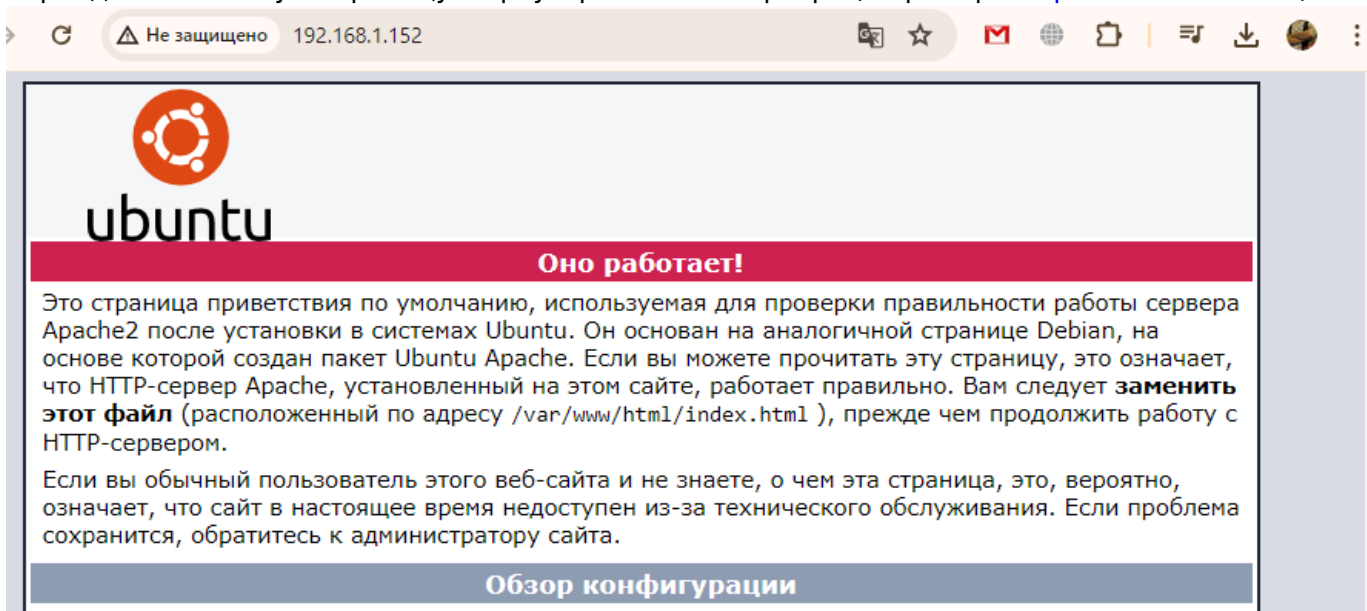 Не защищено 192.168.1.152
ubuntu
Оно работает!
Это страница приветствия по умолчанию, используемая для проверки правильности работы сервера
Apache2 после установки в системах Ubuntu. Он основан на аналогичной странице Debian, на
основе которой создан пакет Ubuntu Apache. Если вы можете прочитать эту страницу, это означает,
что HTTP-сервер Apache, установленный на этом сайте, работает правильно. Вам следует заменить
этот файл (расположенный по адресу /var/www/html/index.html ), прежде чем продолжить работу с
HTTP-сервером.
Если вы обычный пользователь этого веб-сайта и не знаете, о чем эта страница, это, вероятно,
означает, что сайт в настоящее время недоступен из-за технического обслуживания. Если проблема
сохранится, обратитесь к администратору сайта.
Обзор конфигурации